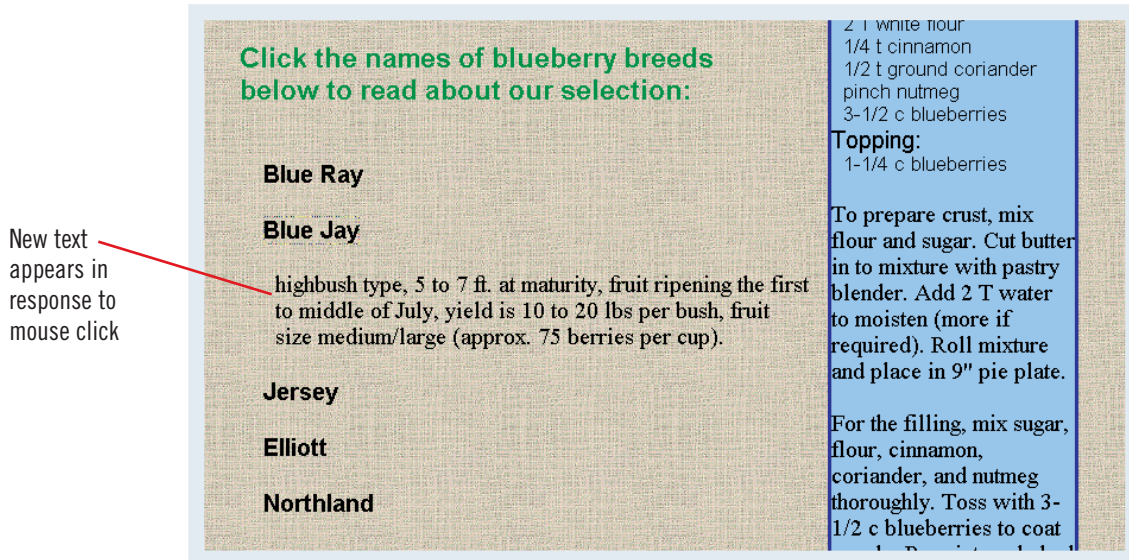 New text
appears in
response to
mouse click
Click the names of blueberry breeds
below to read about our selection:
Blue Ray
Blue Jay
highbush type, 5 to 7 ft. at maturity, fruit ripening the first
to middle of July, yield is 10 to 20 lbs per bush, fruit
size medium/large (approx. 75 berries per cup).
Jersey
Elliott
Northland
2 T white flour
1/4 t cinnamon
1/2 t ground coriander
pinch nutmeg
3-1/2 c blueberries
Topping:
1-1/4 c blueberries
To prepare crust, mix
flour and sugar. Cut butter
in to mixture with pastry
blender. Add 2 T water
to moisten (more if
required). Roll mixture
and place in 9" pie plate.
For the filling, mix sugar,
flour, cinnamon,
coriander, and nutmeg
thoroughly. Toss with 3-
1/2 c blueberries to coat